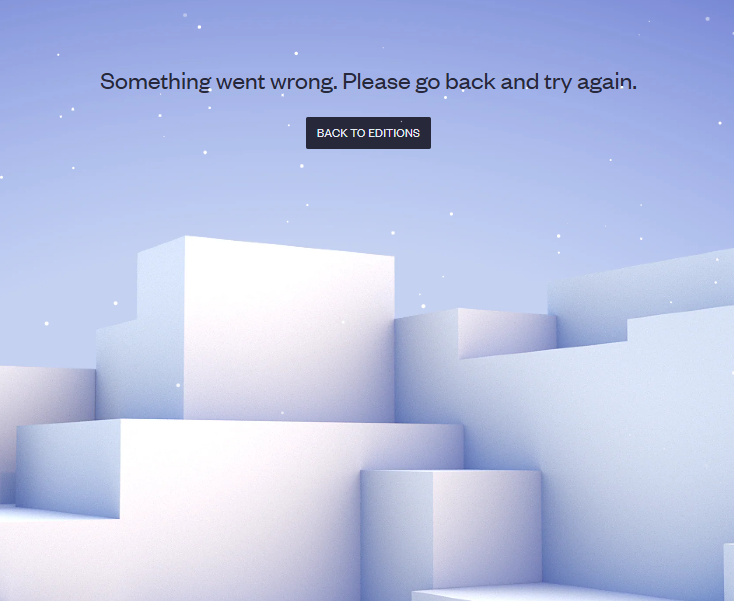 Something went wrong. Please go back and try again.
BACK TO EDITIONS